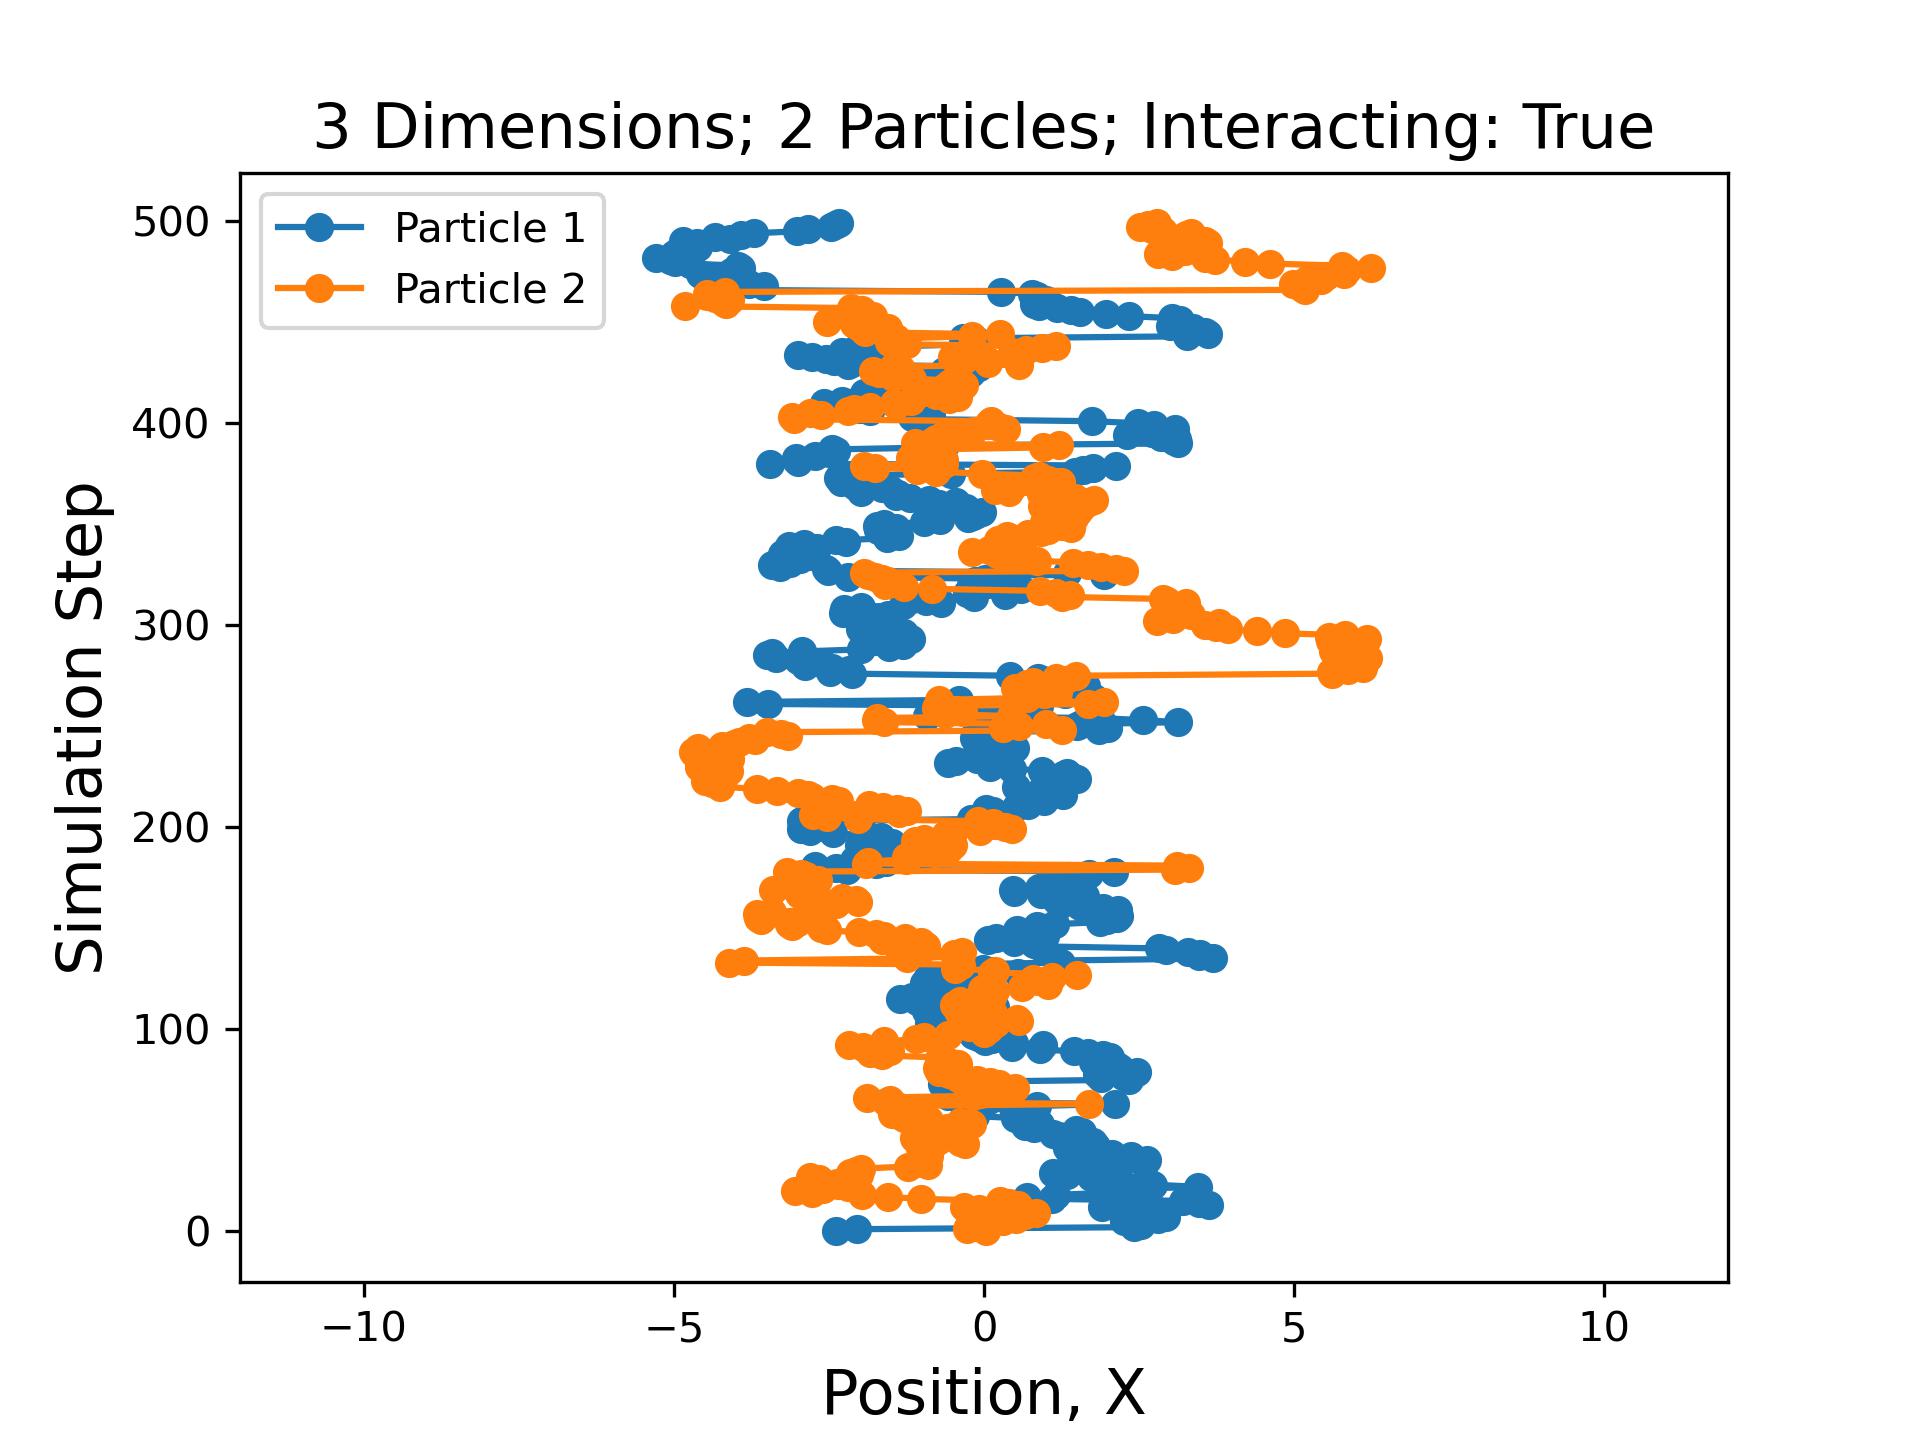 3 Dimensions; 2 Particles; Interacting: True
Particle 1
Particle 2
500
400
300
200
100
0
Simulation Step
−10
−5
0
5
10
Position, X